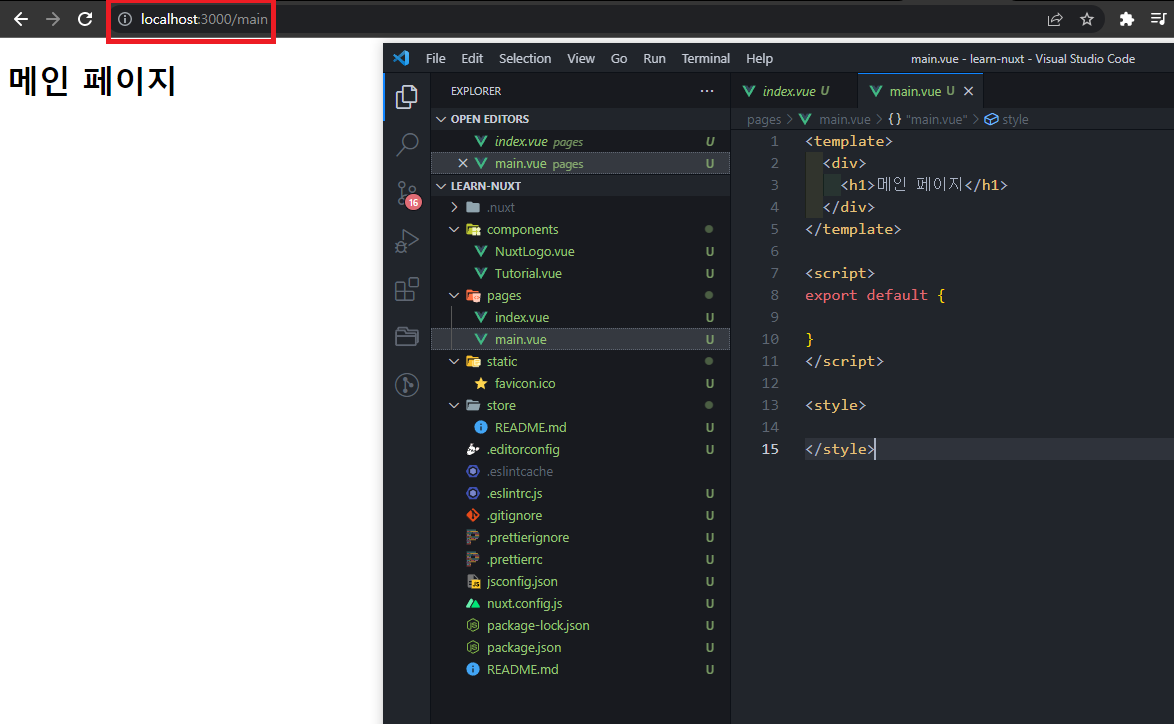 localhost:3000/main
메인 페이지
File Edit Selection View Go Run Terminal Help
main.vue - learn-nuxt - Visual Studio Code
EXPLORER
OPEN EDITORS
index.vue pages U
main.vue pages U
LEARN-NUXT
.nuxt
components
NuxtLogo.vue U
Tutorial.vue U
pages
index.vue U
main.vue U
static
favicon.ico U
store
README.md U
.editorconfig U
.eslintcache
.eslintrc.js U
.gitignore U
.prettierignore U
.prettierrc U
jsconfig.json U
nuxt.config.js U
package-lock.json U
package.json U
README.md U
16
index.vue U main.vue U
pages > main.vue > {} "main.vue" > style
1 <template>
2 <div>
3 <h1>메인 페이지</h1>
4 </div>
5 </template>
6
7 <script>
8 export default {
9
10 }
11 </script>
12
13 <style>
14
15 </style>